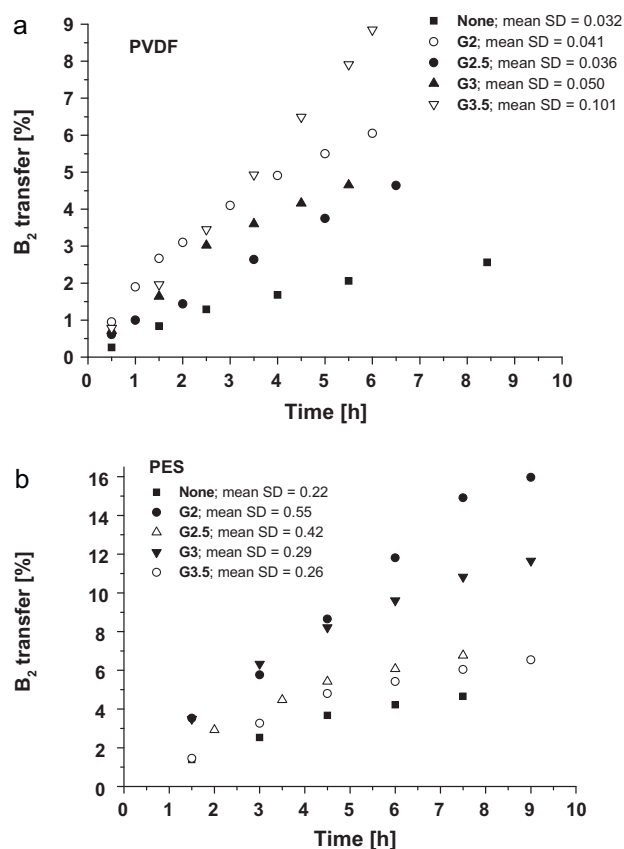 a
PVDF
None; mean SD = 0.032
G2; mean SD = 0.041
G2.5; mean SD = 0.036
G3; mean SD = 0.050
G3.5; mean SD = 0.101
B2 transfer [%]
9
8
7
6
5
4
3
2
1
0
0 1 2 3 4 5 6 7 8 9 10
Time [h]
b
PES
None; mean SD = 0.22
G2; mean SD = 0.55
G2.5; mean SD = 0.42
G3; mean SD = 0.29
G3.5; mean SD = 0.26
B2 transfer [%]
16
14
12
10
8
6
4
2
0
0 1 2 3 4 5 6 7 8 9 10
Time [h]